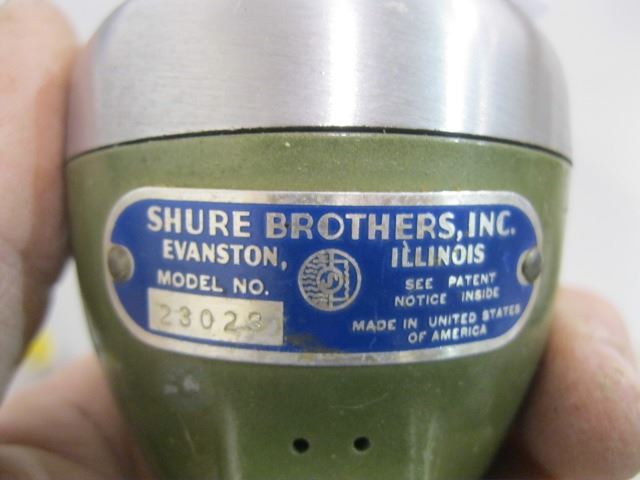 SHURE BROTHERS, INC.
EVANSTON, ILLINOIS
MODEL NO.
23028
SEE PATENT
NOTICE INSIDE
MADE IN UNITED STATES
OF AMERICA